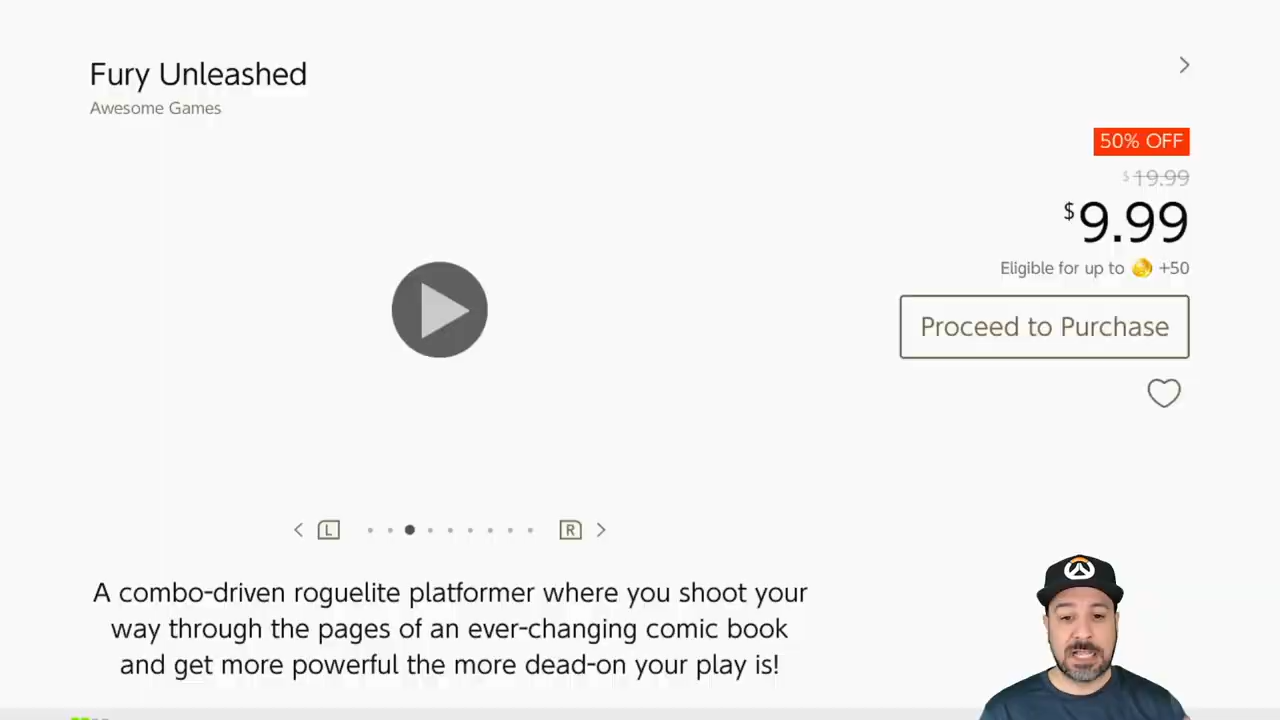 Fury Unleashed
Awesome Games
50% OFF
$19.99
$9.99
Eligible for up to +50
Proceed to Purchase
L
R
A combo-driven roguelite platformer where you shoot your
way through the pages of an ever-changing comic book
and get more powerful the more dead-on your play is!